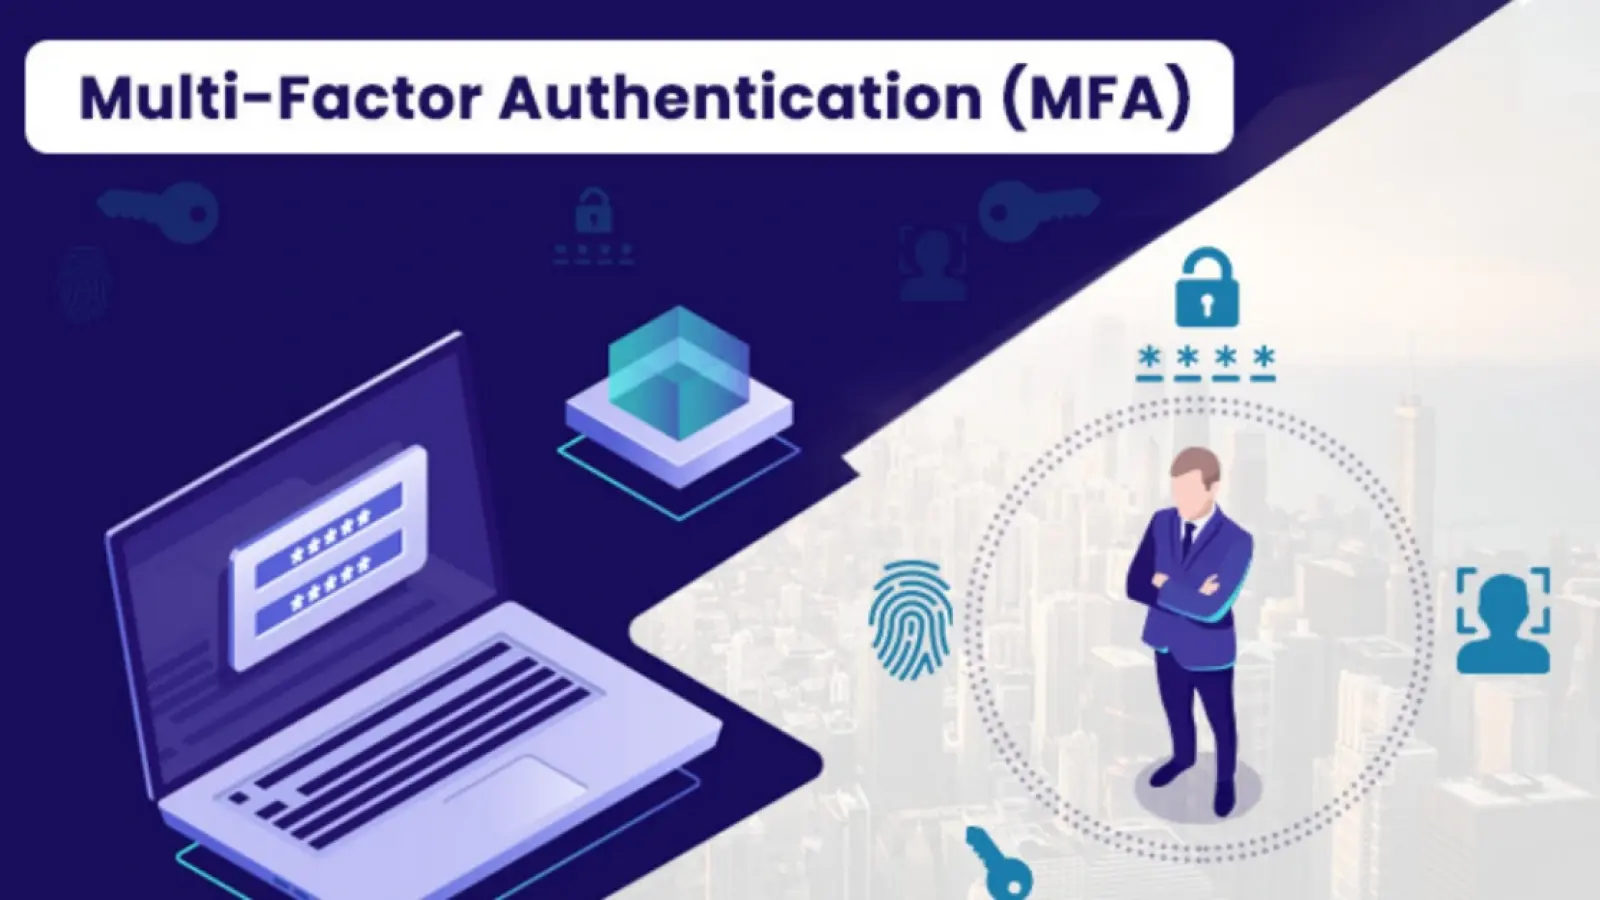 Multi-Factor Authentication (MFA)
* * * *
*****
*****